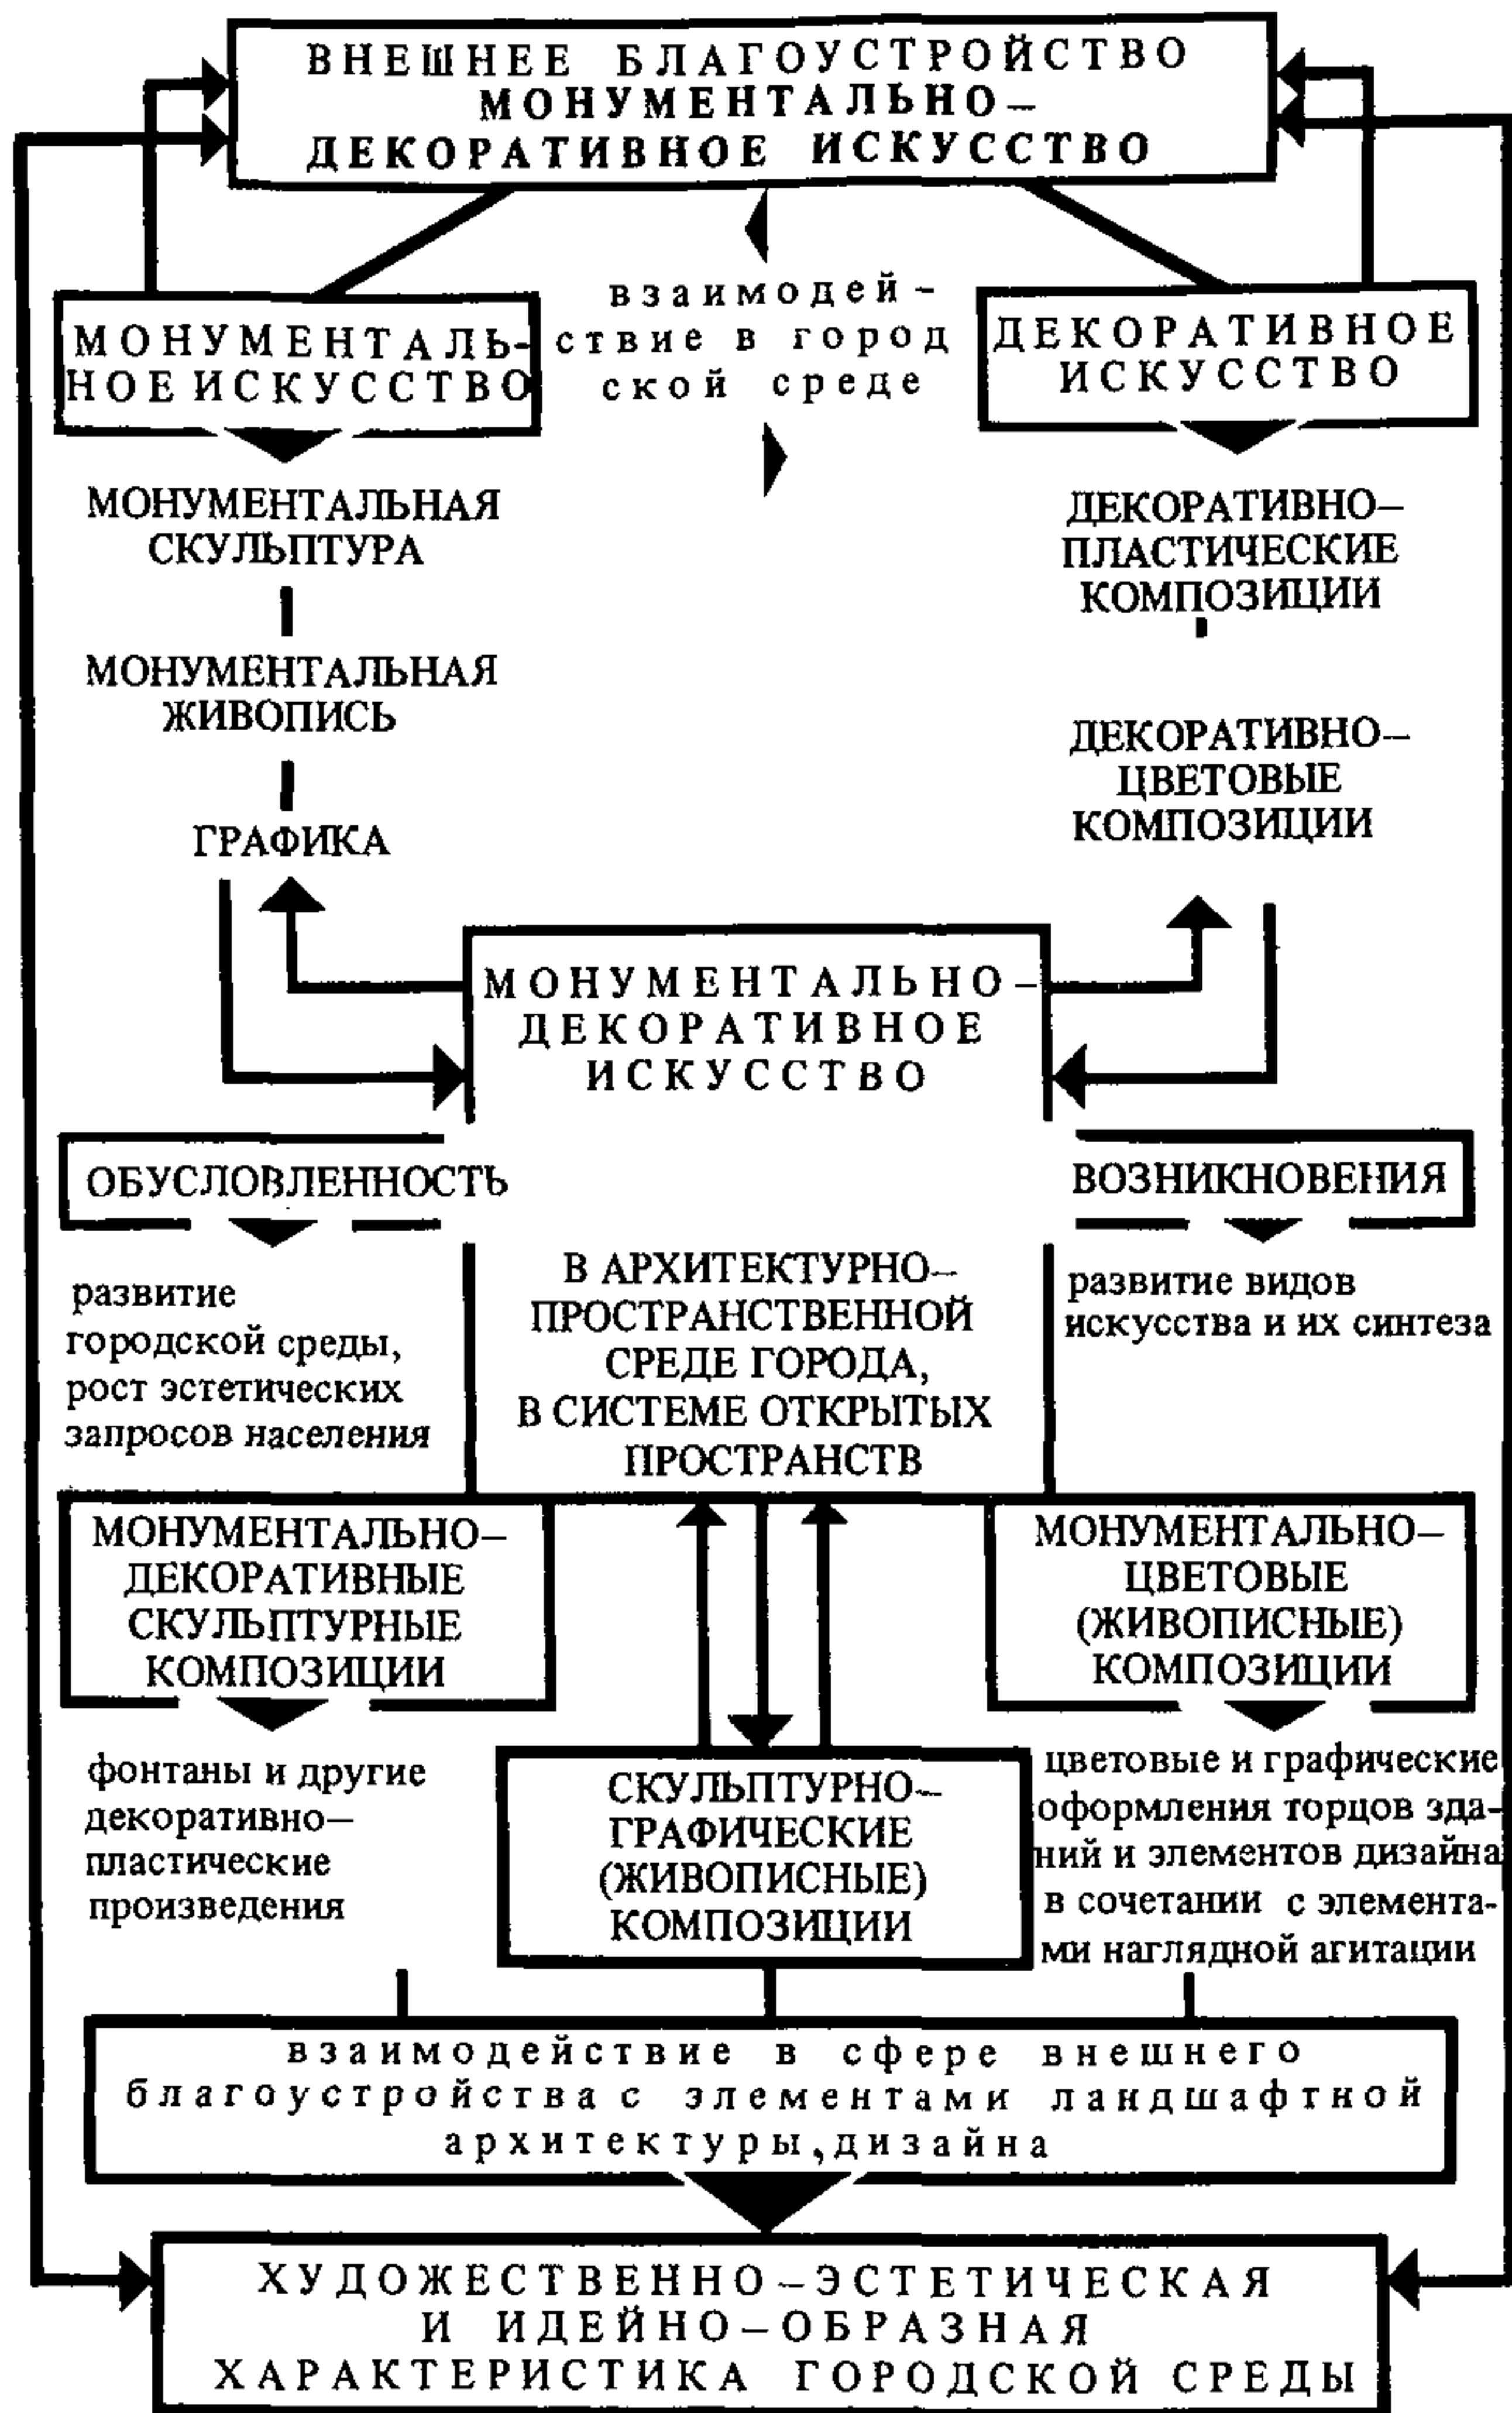 ВНЕШНЕЕ БЛАГОУСТРОЙСТВО
МОНУМЕНТАЛЬНО–
ДЕКОРАТИВНОЕ ИСКУССТВО
МОНУМЕНТАЛЬ-
НОЕ ИСКУССТВО
взаимодей-
ствие в город
ской среде
ДЕКОРАТИВНОЕ
ИСКУССТВО
МОНУМЕНТАЛЬНАЯ
СКУЛЬПТУРА
МОНУМЕНТАЛЬНАЯ
ЖИВОПИСЬ
ГРАФИКА
ДЕКОРАТИВНО–
ПЛАСТИЧЕСКИЕ
КОМПОЗИЦИИ
ДЕКОРАТИВНО–
ЦВЕТОВЫЕ
КОМПОЗИЦИИ
МОНУМЕНТАЛЬНО–
ДЕКОРАТИВНОЕ
ИСКУССТВО
ОБУСЛОВЛЕННОСТЬ
ВОЗНИКНОВЕНИЯ
развитие
городской среды,
рост эстетических
запросов населения
В АРХИТЕКТУРНО–
ПРОСТРАНСТВЕННОЙ
СРЕДЕ ГОРОДА,
В СИСТЕМЕ ОТКРЫТЫХ
ПРОСТРАНСТВ
развитие видов
искусства и их синтеза
МОНУМЕНТАЛЬНО–
ДЕКОРАТИВНЫЕ
СКУЛЬПТУРНЫЕ
КОМПОЗИЦИИ
МОНУМЕНТАЛЬНО–
ЦВЕТОВЫЕ
(ЖИВОПИСНЫЕ)
КОМПОЗИЦИИ
фонтаны и другие
декоративно–
пластические
произведения
СКУЛЬПТУРНО–
ГРАФИЧЕСКИЕ
(ЖИВОПИСНЫЕ)
КОМПОЗИЦИИ
цветовые и графические
оформления торцов зда-
ний и элементов дизайна
в сочетании с элемента-
ми наглядной агитации
взаимодействие в сфере внешнего
благоустройства с элементами ландшафтной
архитектуры, дизайна
ХУДОЖЕСТВЕННО–ЭСТЕТИЧЕСКАЯ
И ИДЕЙНО–ОБРАЗНАЯ
ХАРАКТЕРИСТИКА ГОРОДСКОЙ СРЕДЫ